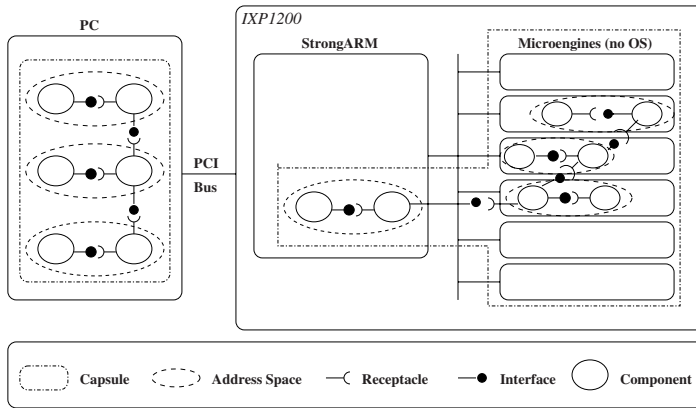 PC
IXP1200
StrongARM
Microengines (no OS)
PCI
Bus
Capsule
Address Space
Receptacle
Interface
Component